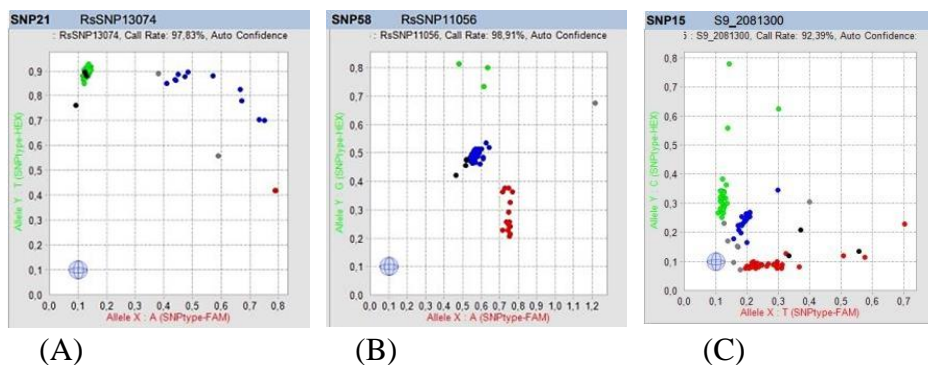 SNP21 RsSNP13074
: RsSNP13074, Call Rate: 97,83%, Auto Confidence
Allele Y : T (SNPtype-HEX)
0,9
0,8
0,7
0,6
0,5
0,4
0,3
0,2
0,1
0,0
0,0 0,1 0,2 0,3 0,4 0,5 0,6 0,7 0,8
Allele X : A (SNPtype-FAM)
(A)
SNP58 RsSNP11056
: RsSNP11056, Call Rate: 98,91%, Auto Confidence
Allele Y : G (SNPtype-HEX)
0,8
0,7
0,6
0,5
0,4
0,3
0,2
0,1
0,0
0,0 0,1 0,2 0,3 0,4 0,5 0,6 0,7 0,8 0,9 1,0 1,1 1,2
Allele X : A (SNPtype-FAM)
(B)
SNP15 S9_2081300
: S9_2081300, Call Rate: 92,39%, Auto Confidence:
Allele Y : C (SNPtype-HEX)
0,8
0,7
0,6
0,5
0,4
0,3
0,2
0,1
0,0
0,0 0,1 0,2 0,3 0,4 0,5 0,6 0,7
Allele X : T (SNPtype-FAM)
(C)